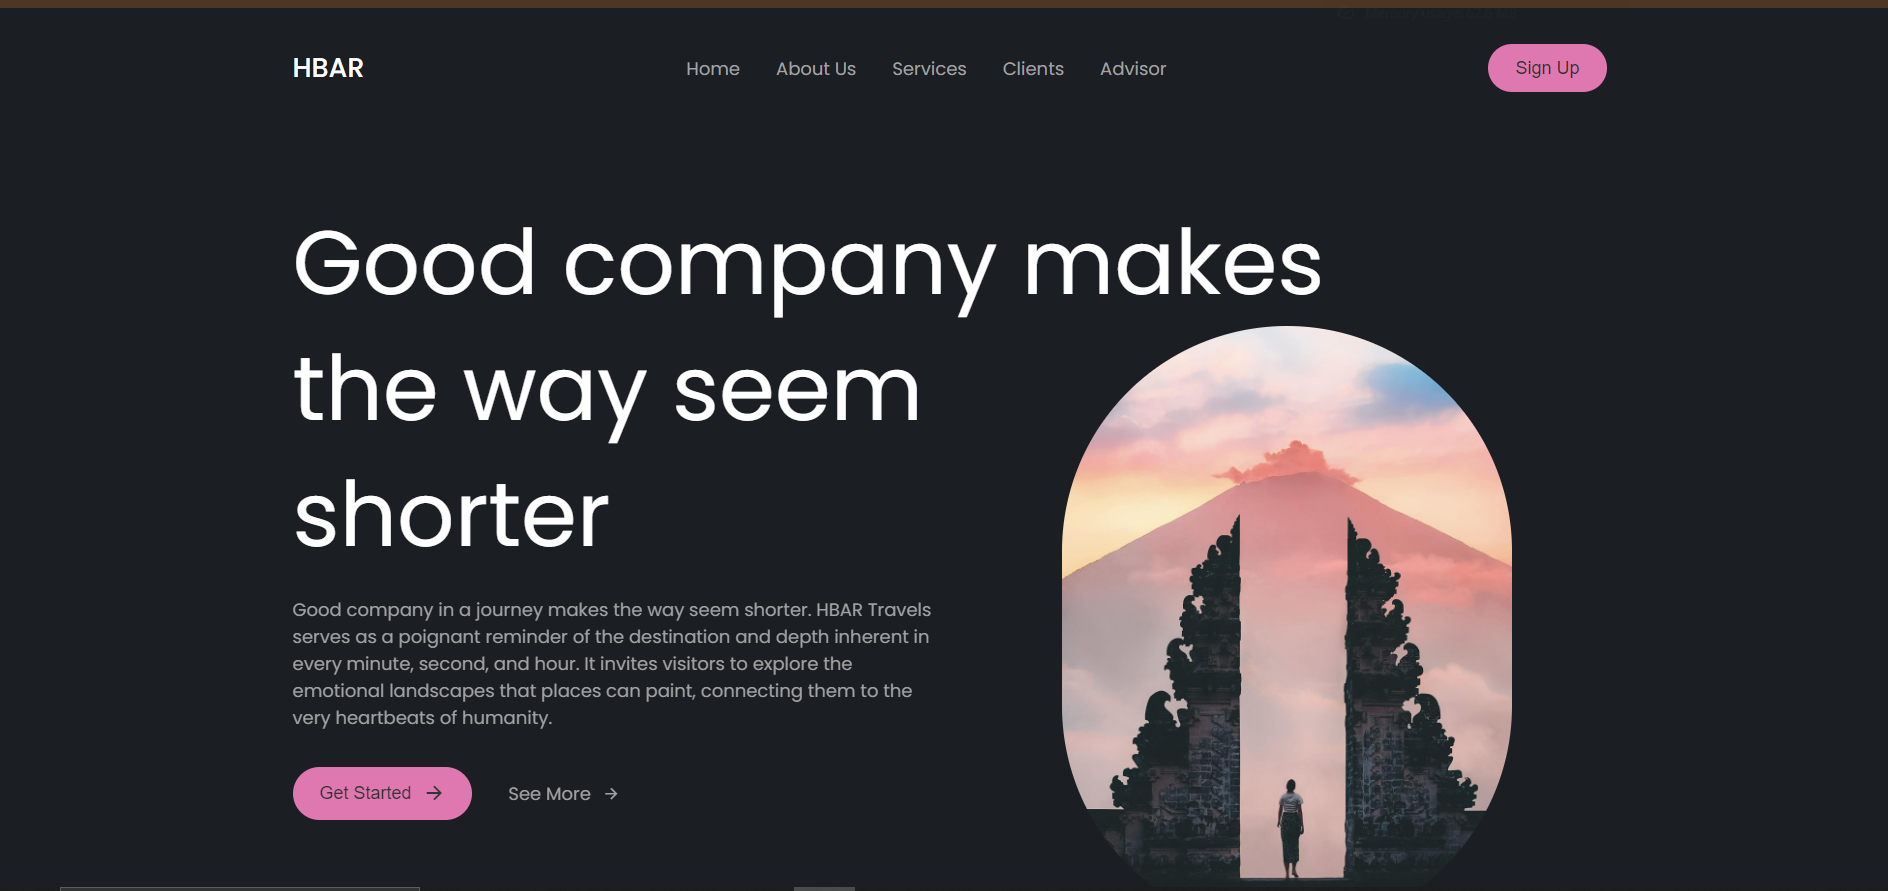 HBAR
Home
About Us
Services
Clients
Advisor
Sign Up
Good company makes
the way seem
shorter
Good company in a journey makes the way seem shorter. HBAR Travels
serves as a poignant reminder of the destination and depth inherent in
every minute, second, and hour. It invites visitors to explore the
emotional landscapes that places can paint, connecting them to the
very heartbeats of humanity.
Get Started
See More